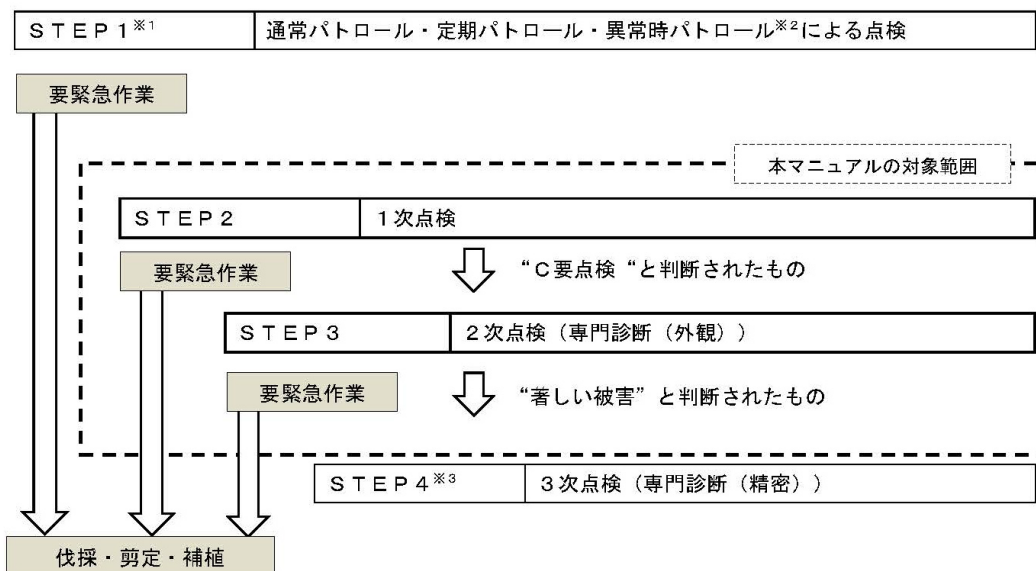 STEP1※1 通常パトロール・定期パトロール・異常時パトロール※2による点検
要緊急作業
本マニュアルの対象範囲
STEP2 1次点検
要緊急作業 “C要点検“と判断されたもの
STEP3 2次点検(専門診断(外観))
要緊急作業 “著しい被害”と判断されたもの
STEP4※3 3次点検(専門診断(精密))
伐採・剪定・補植